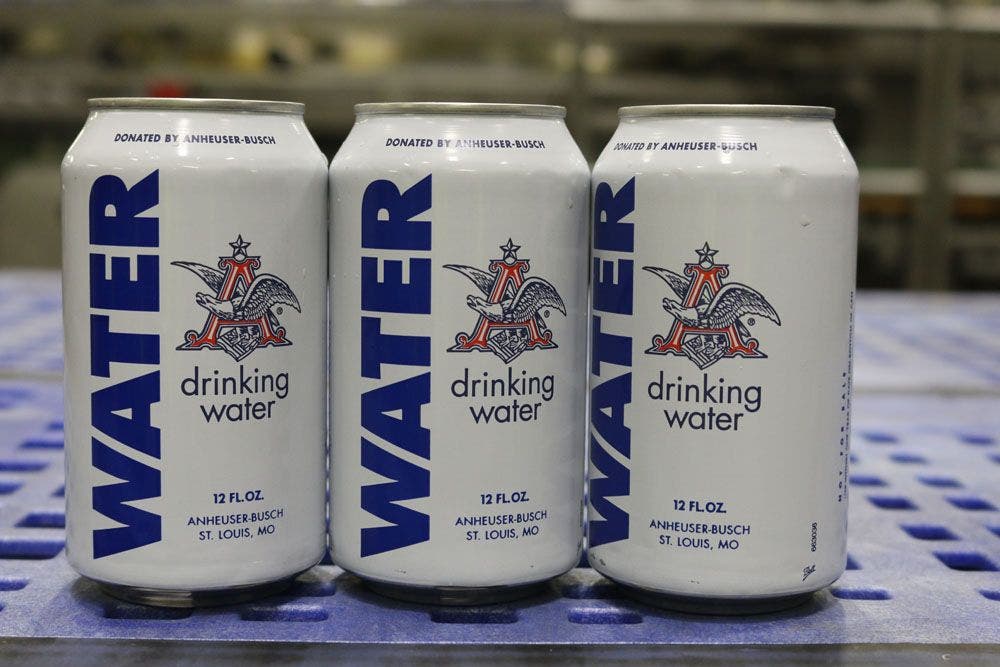 DONATED BY ANHEUSER-BUSCH
WATER
A
®
drinking
water
12 FL.OZ.
ANHEUSER-BUSCH
ST. LOUIS, MO
DONATED BY ANHEUSER-BUSCH
WATER
A
®
drinking
water
12 FL.OZ.
ANHEUSER-BUSCH
ST. LOUIS, MO
DONATED BY ANHEUSER-BUSCH
WATER
A
®
drinking
water
12 FL.OZ.
ANHEUSER-BUSCH
ST. LOUIS, MO
NOT FOR SALE
Ball